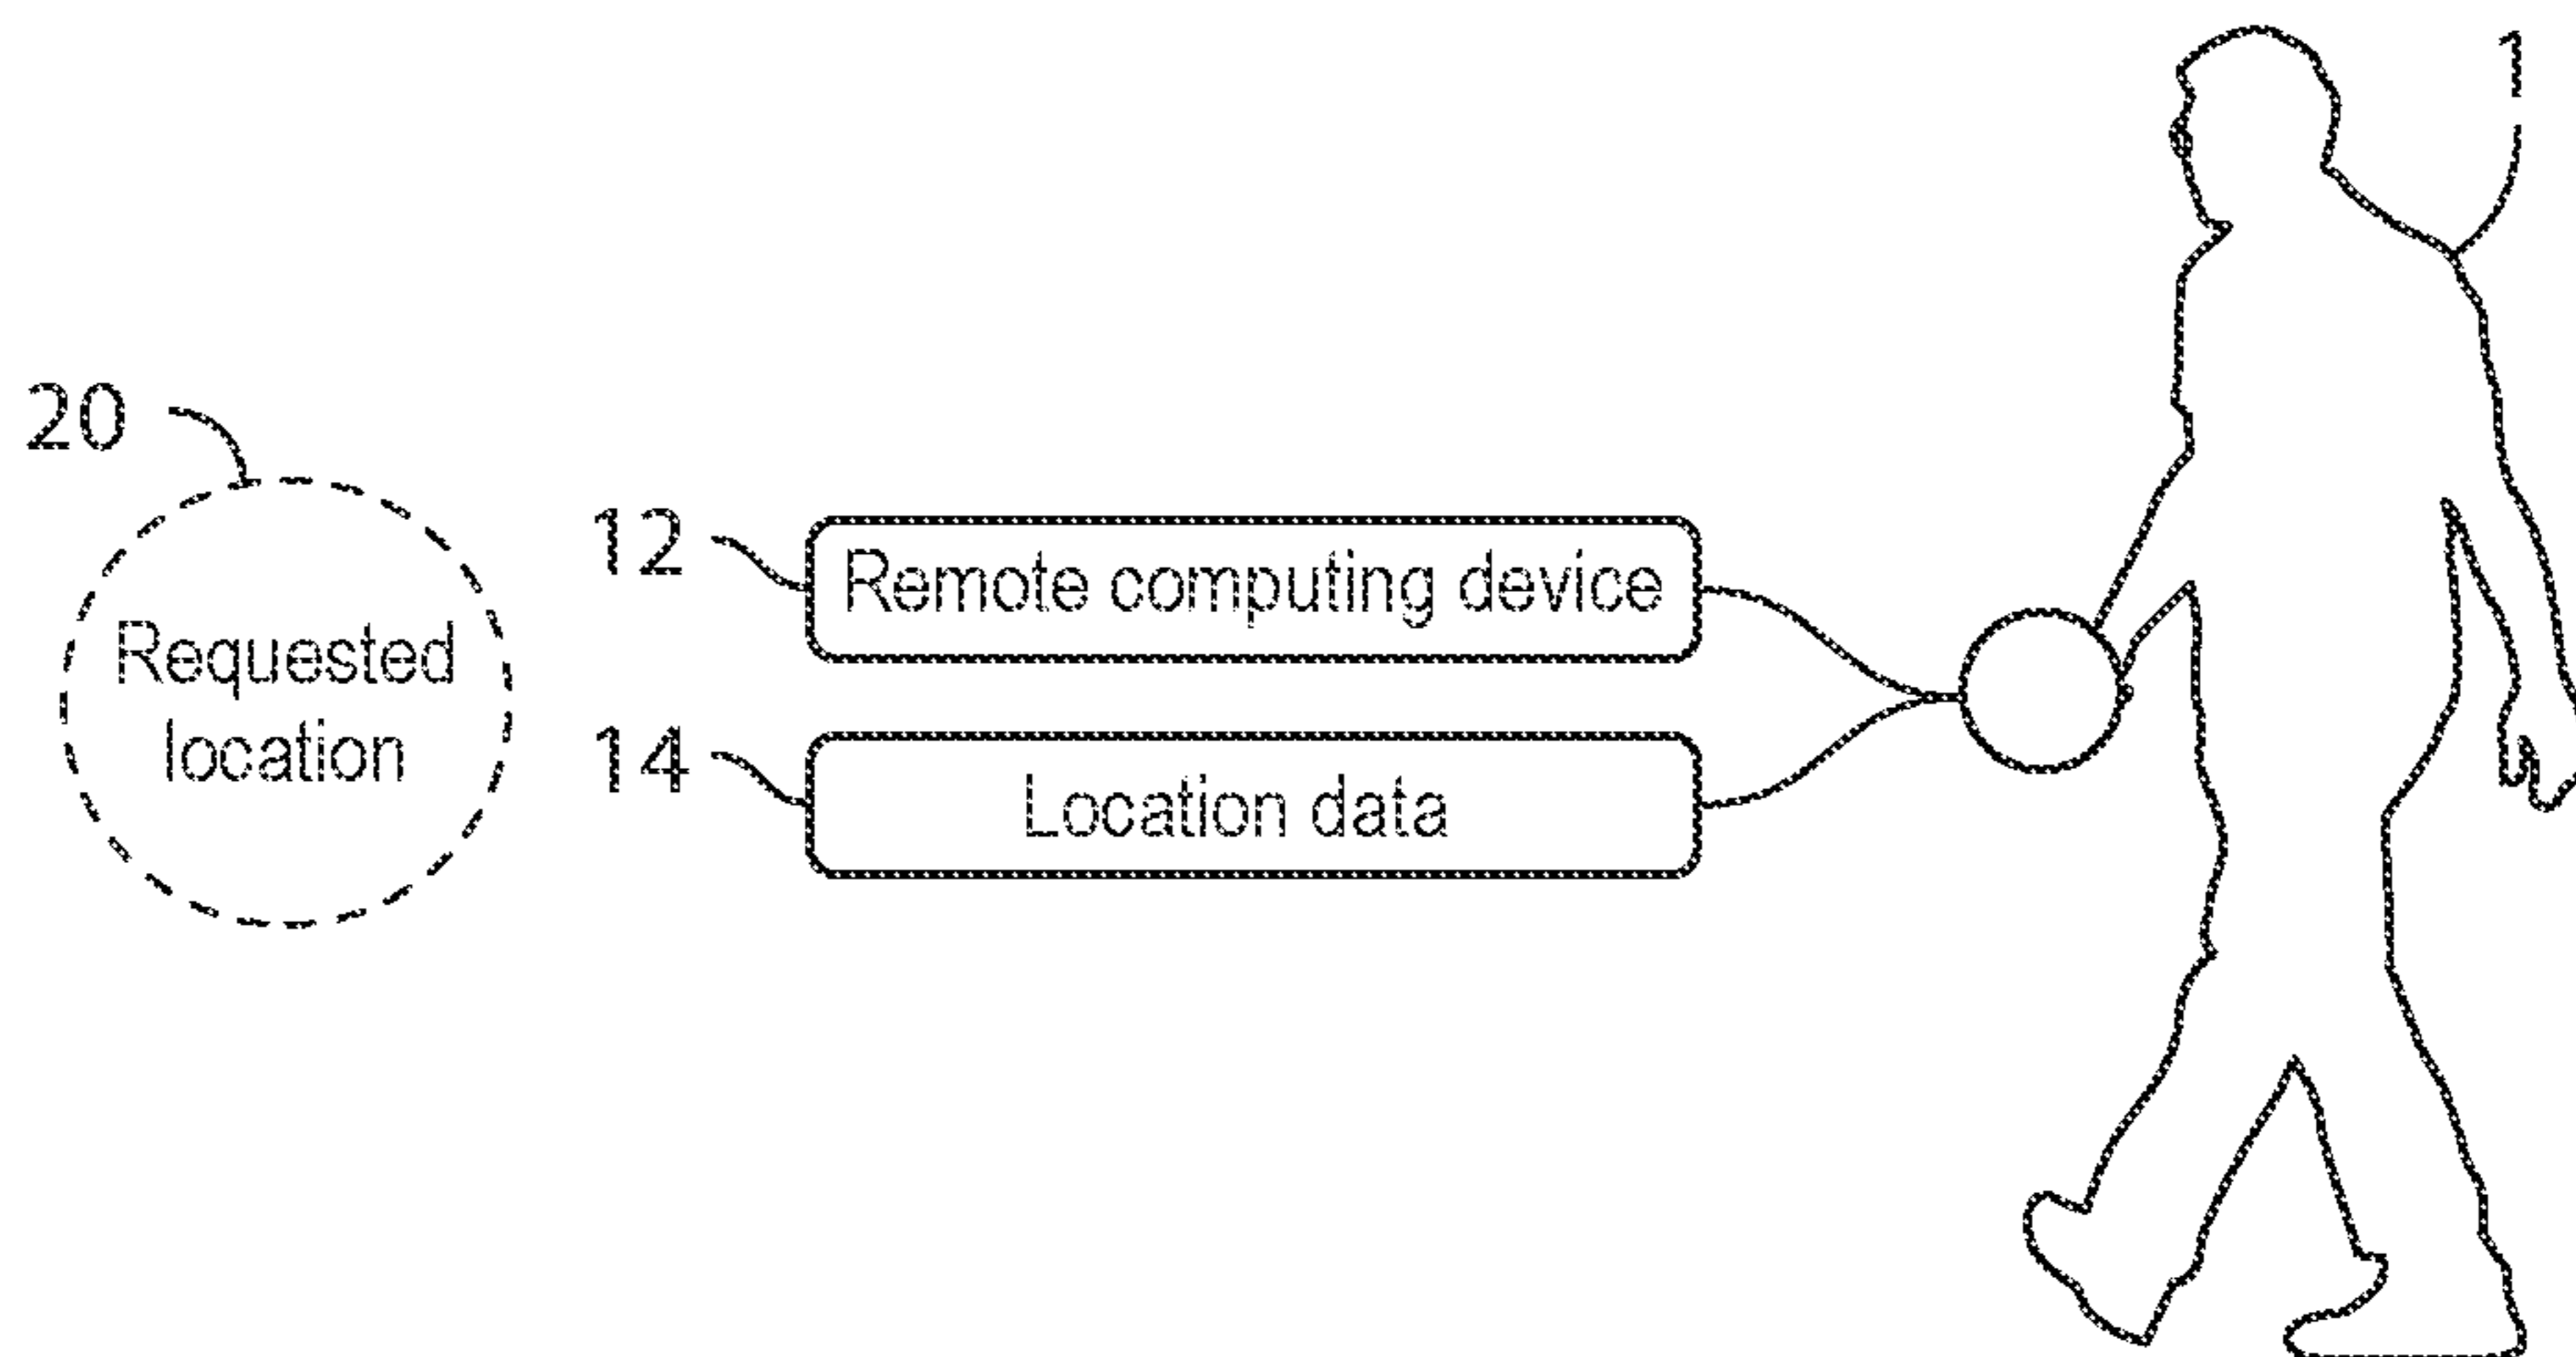 1
20
Requested
location
12
Remote computing device
14
Location data